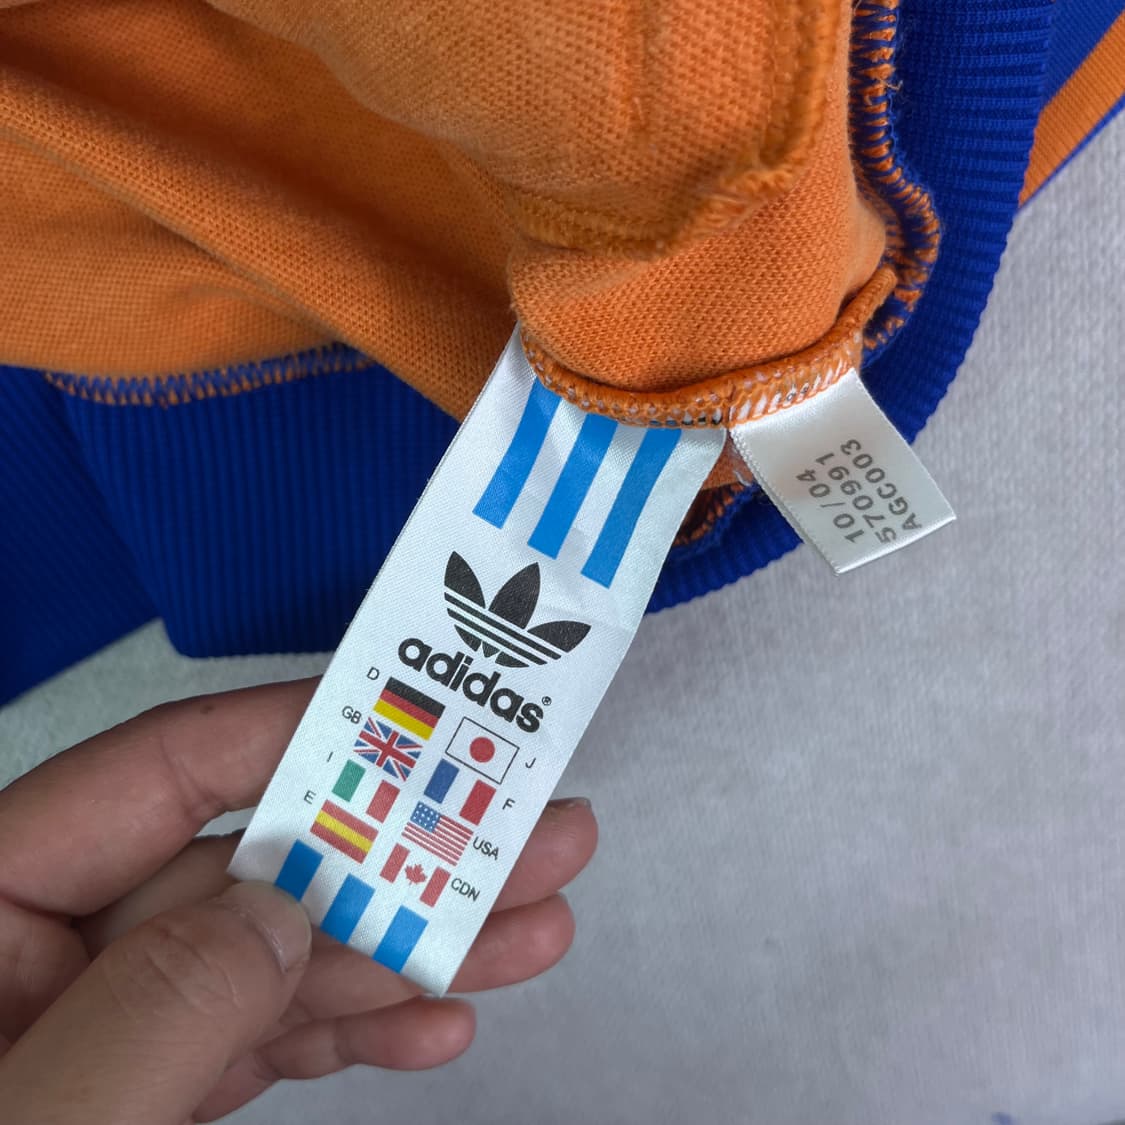 adidas®
D
GB
J
I
F
E
USA
CDN
10/04
570991
AGC003